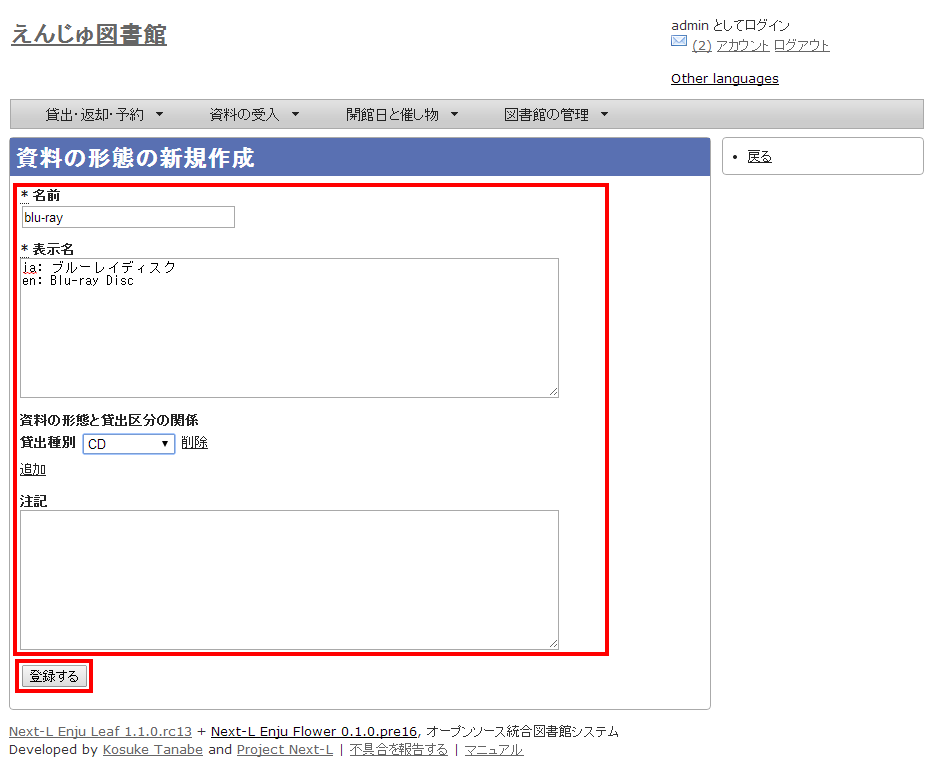 えんじゅ図書館
admin としてログイン
(2) アカウント ログアウト
Other languages
貸出・返却・予約 ▼ 資料の受入 ▼ 開館日と催し物 ▼ 図書館の管理 ▼
資料の形態の新規作成
• 戻る
* 名前
blu-ray
* 表示名
ja: ブルーレイディスク
en: Blu-ray Disc
資料の形態と貸出区分の関係
貸出種別 CD ▼ 削除
追加
注記
登録する
Next-L Enju Leaf 1.1.0.rc13 + Next-L Enju Flower 0.1.0.pre16, オープンソース統合図書館システム
Developed by Kosuke Tanabe and Project Next-L | 不具合を報告する | マニュアル